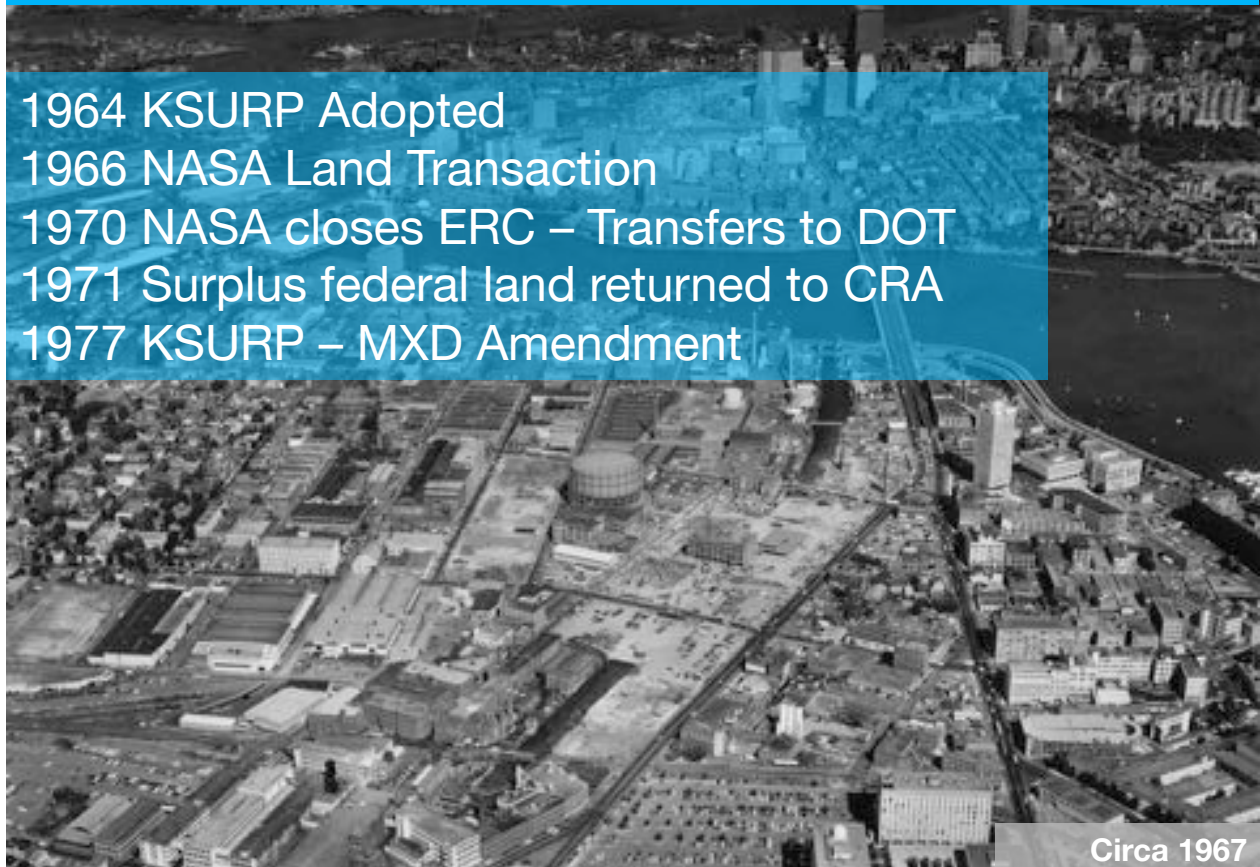 1964 KSURP Adopted
1966 NASA Land Transaction
1970 NASA closes ERC – Transfers to DOT
1971 Surplus federal land returned to CRA
1977 KSURP – MXD Amendment
Circa 1967